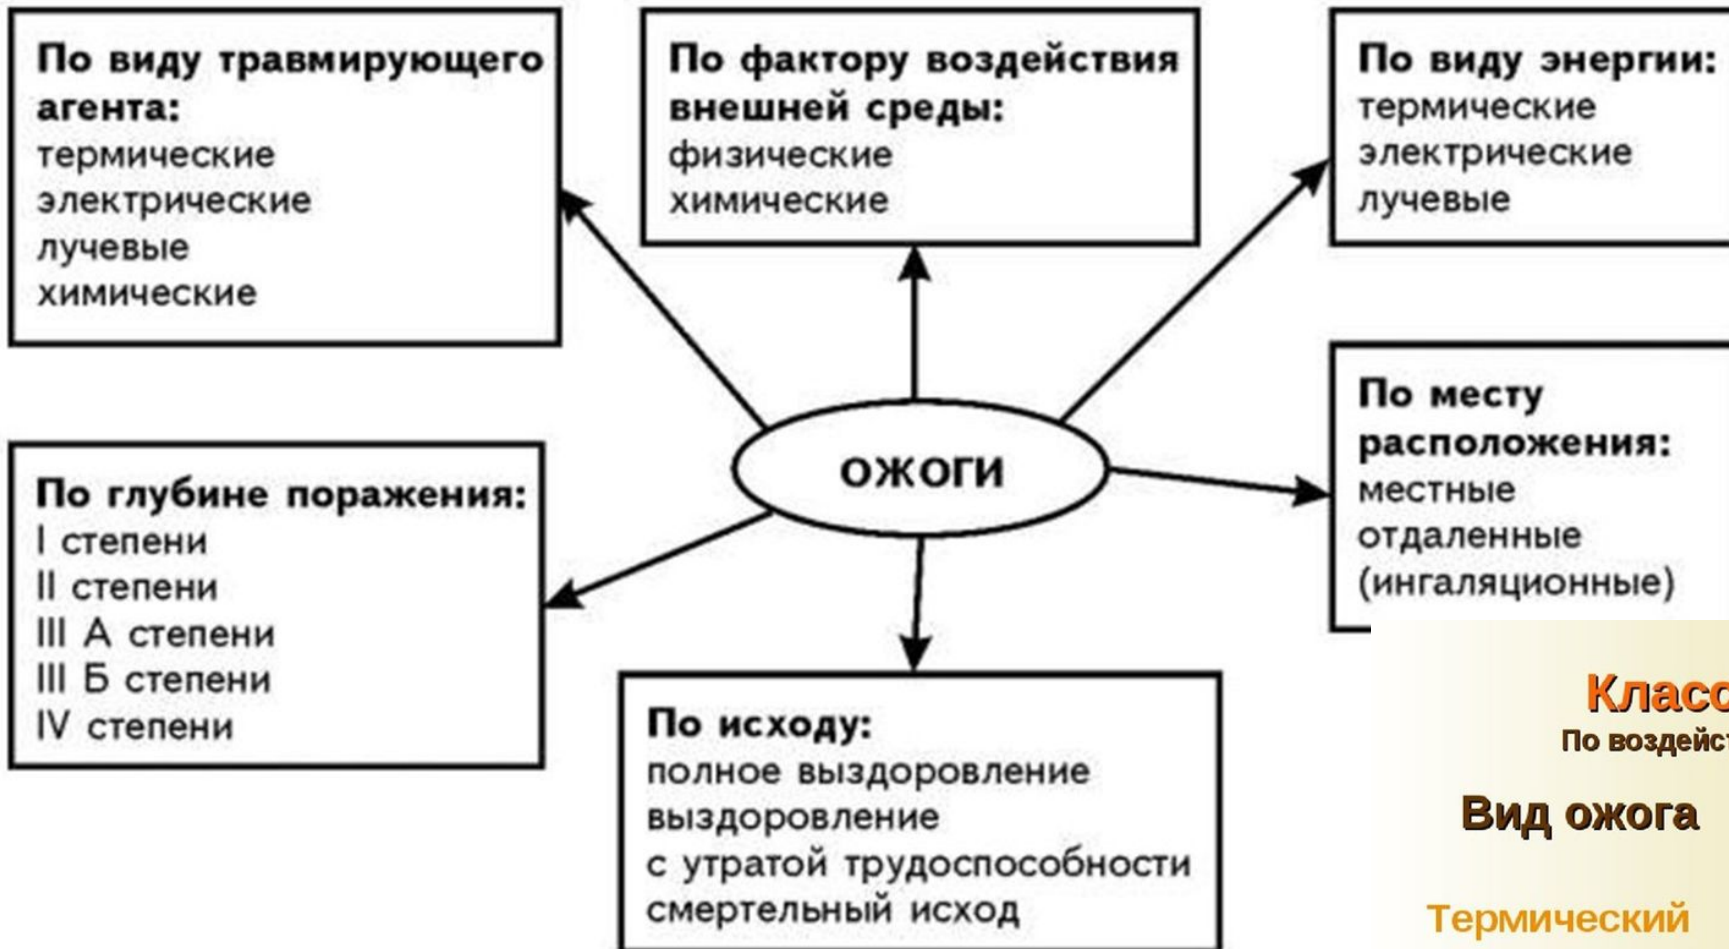 По виду травмирующего
агента:
термические
электрические
лучевые
химические
По фактору воздействия
внешней среды:
физические
химические
По виду энергии:
термические
электрические
лучевые
По месту
расположения:
местные
отдаленные
(ингаляционные)
ОЖОГИ
По глубине поражения:
I степени
II степени
III А степени
III Б степени
IV степени
По исходу:
полное выздоровление
выздоровление
с утратой трудоспособности
смертельный исход
Вид ожога
Термический